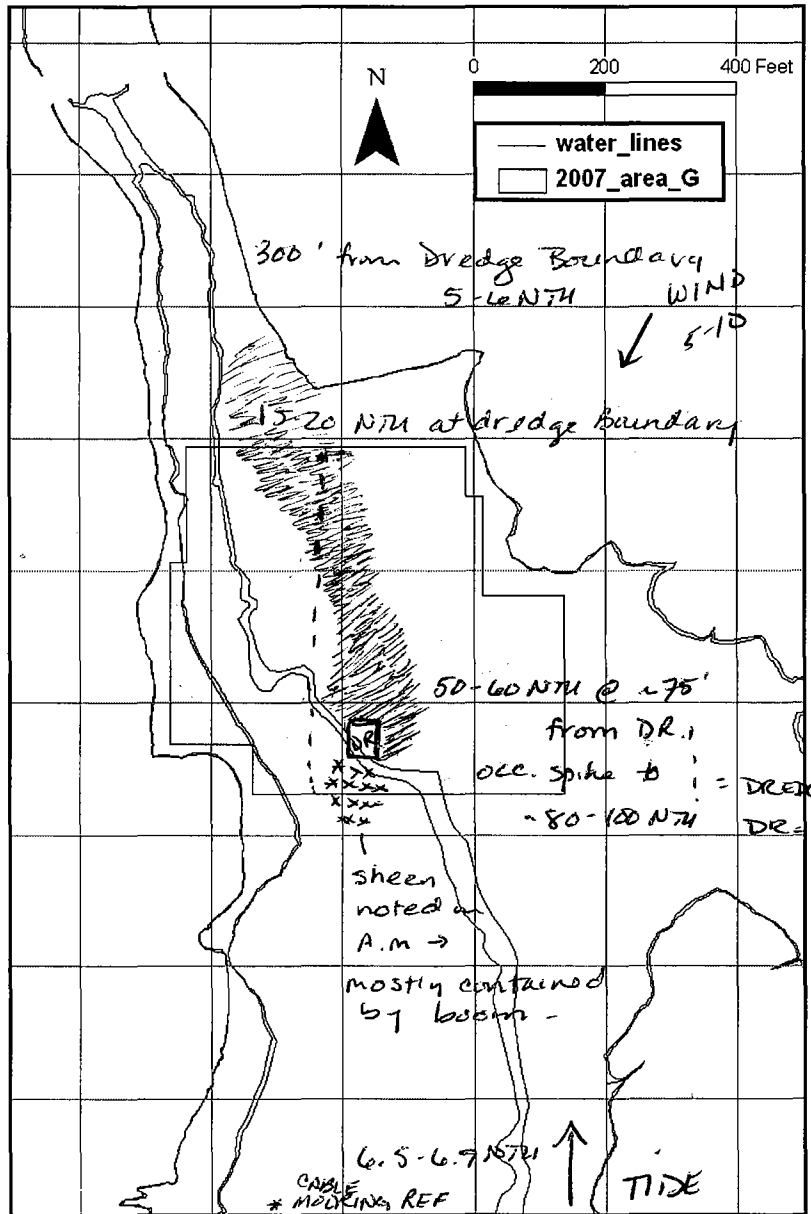 N
0 200 400 Feet
water_lines
2007_area_G
300' from Dredge Boundary
5-6 NTU
WIND
5-10
15-20 NTU at dredge Boundary
50-60 NTU @ ~75'
from DR.
occ. spike to
~80-100 NTU
= DREDG
DR=
DR
sheen
noted in
A.M →
mostly contained
by boom -
6.5-6.9 NTU
TIDE
CABLE
* MOORING REF